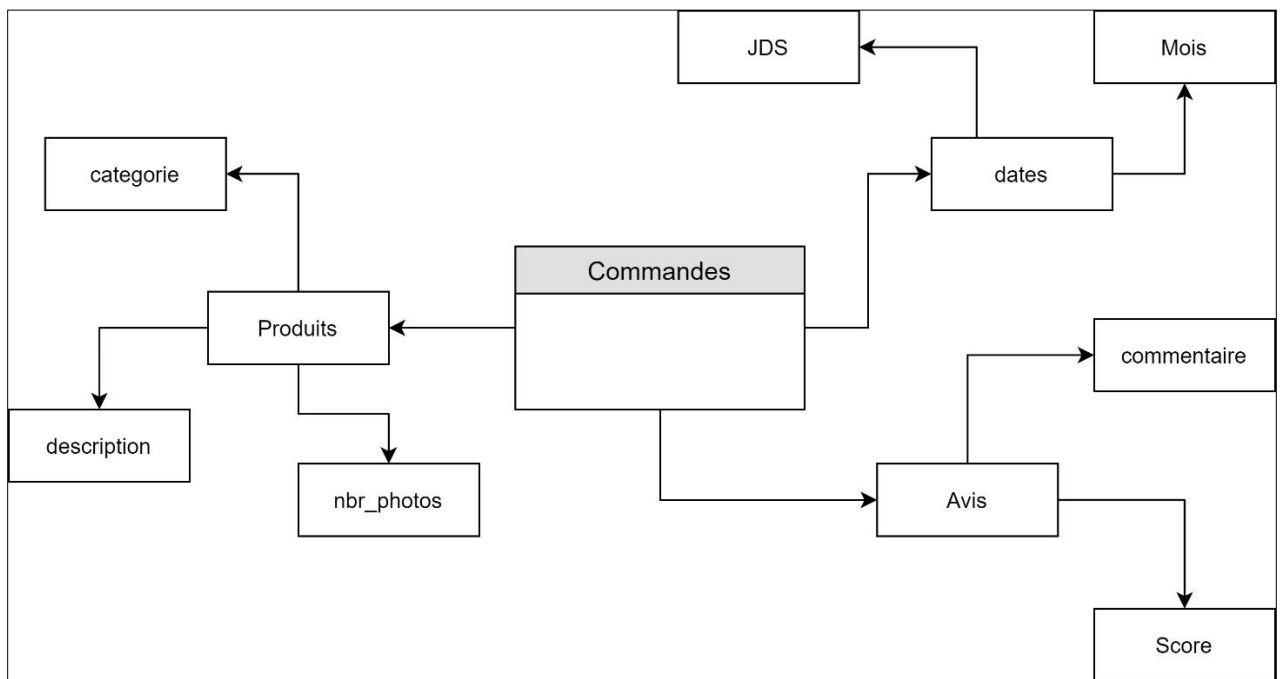 JDS
Mois
categorie
dates
Commandes
Produits
commentaire
description
nbr_photos
Avis
Score